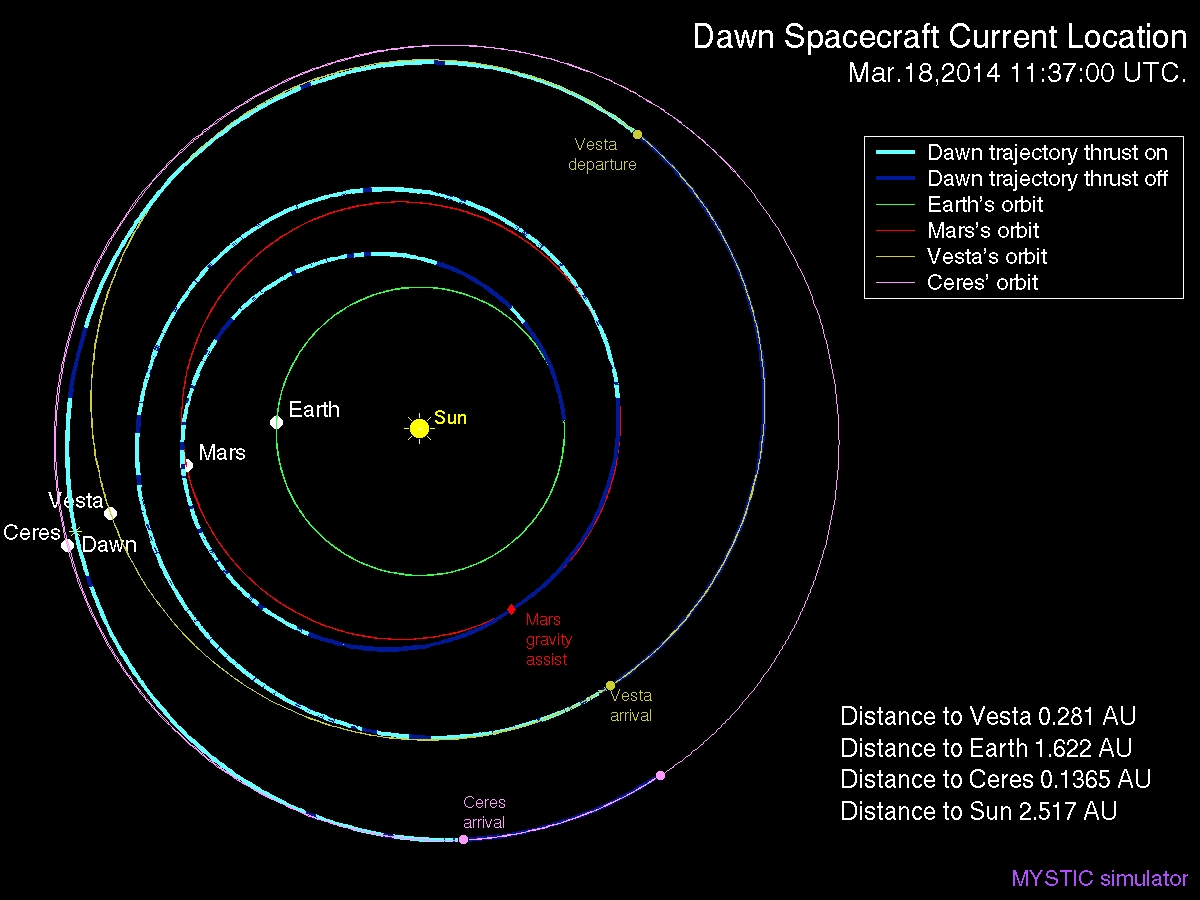 Dawn Spacecraft Current Location
Mar.18,2014 11:37:00 UTC.
Dawn trajectory thrust on
Dawn trajectory thrust off
Earth's orbit
Mars's orbit
Vesta's orbit
Ceres' orbit
Vesta
departure
Earth
Sun
Mars
Vesta
Ceres
Dawn
Mars
gravity
assist
Vesta
arrival
Ceres
arrival
Distance to Vesta 0.281 AU
Distance to Earth 1.622 AU
Distance to Ceres 0.1365 AU
Distance to Sun 2.517 AU
MYSTIC simulator